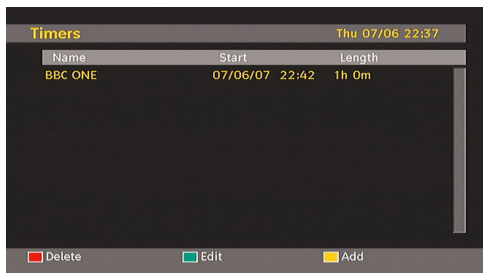 Timers Thu 07/06 22:37
Name Start Length
BBC ONE 07/06/07 22:42 1h 0m
Delete Edit Add